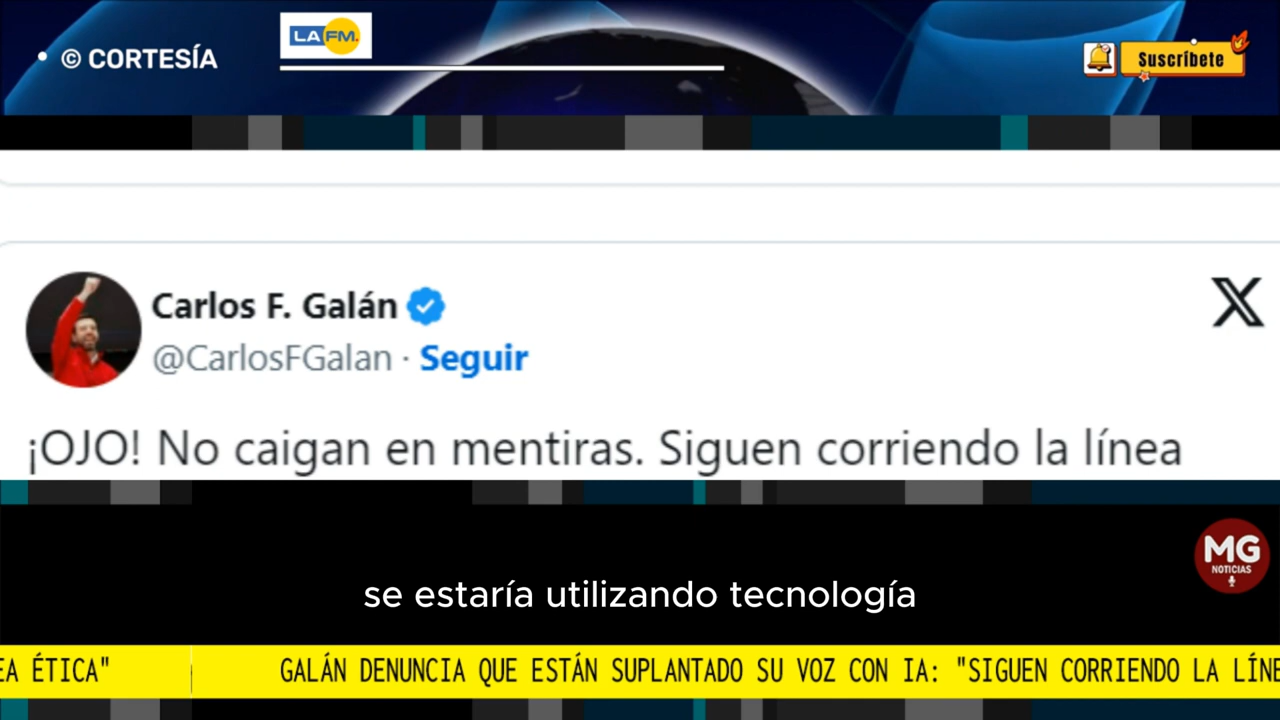 © CORTESÍA
LA FM.
Suscríbete
Carlos F. Galán
@CarlosFGalan · Seguir
¡OJO! No caigan en mentiras. Siguen corriendo la línea
MG
NOTICIAS
se estaría utilizando tecnología
EA ÉTICA" GALÁN DENUNCIA QUE ESTÁN SUPLANTADO SU VOZ CON IA: "SIGUEN CORRIENDO LA LÍNE